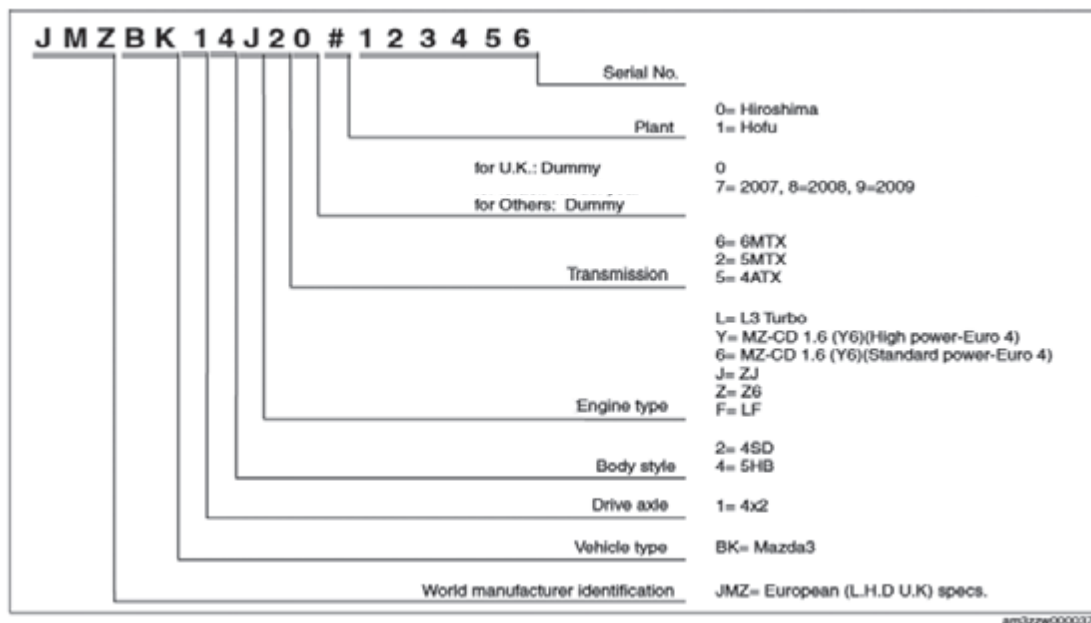 J M Z B K 1 4 J 2 0 # 1 2 3 4 5 6
Serial No.
0= Hiroshima
Plant 1= Hofu
for U.K.: Dummy 0
7= 2007, 8=2008, 9=2009
for Others: Dummy
6= 6MTX
2= 5MTX
Transmission 5= 4ATX
L= L3 Turbo
Y= MZ-CD 1.6 (Y6)(High power-Euro 4)
6= MZ-CD 1.6 (Y6)(Standard power-Euro 4)
J= ZJ
Z= Z6
Engine type F= LF
2= 4SD
Body style 4= 5HB
Drive axle 1= 4x2
Vehicle type BK= Mazda3
World manufacturer identification JMZ= European (L.H.D U.K) specs.